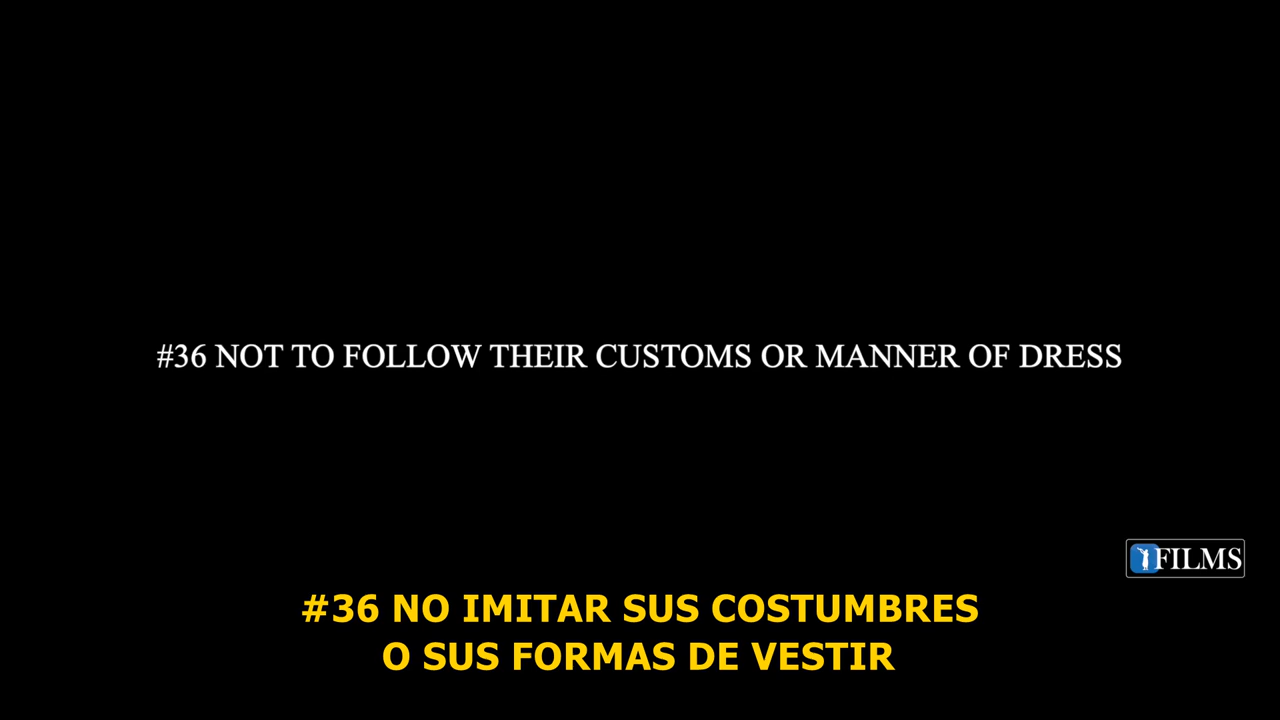 #36 NOT TO FOLLOW THEIR CUSTOMS OR MANNER OF DRESS
FILMS
#36 NO IMITAR SUS COSTUMBRES
O SUS FORMAS DE VESTIR